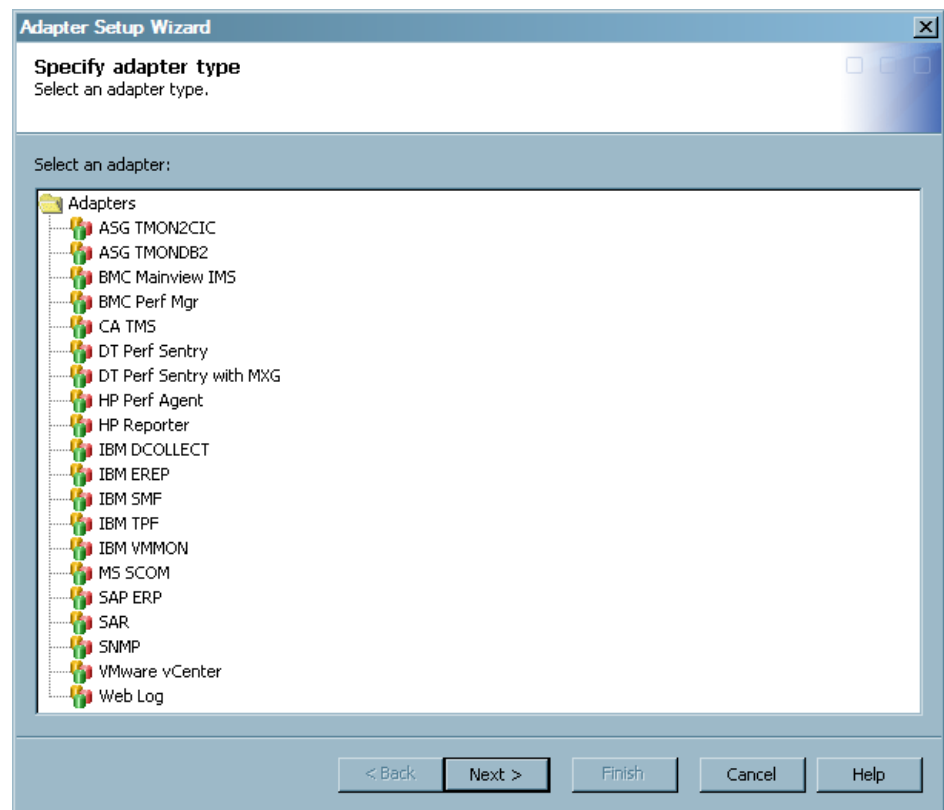 Adapter Setup Wizard
Specify adapter type
Select an adapter type.
Select an adapter:
Adapters
ASG TMON2CIC
ASG TMONDB2
BMC Mainview IMS
BMC Perf Mgr
CA TMS
DT Perf Sentry
DT Perf Sentry with MXG
HP Perf Agent
HP Reporter
IBM DCOLLECT
IBM EREP
IBM SMF
IBM TPF
IBM VMMON
MS SCOM
SAP ERP
SAR
SNMP
VMware vCenter
Web Log
< Back Next > Finish Cancel Help